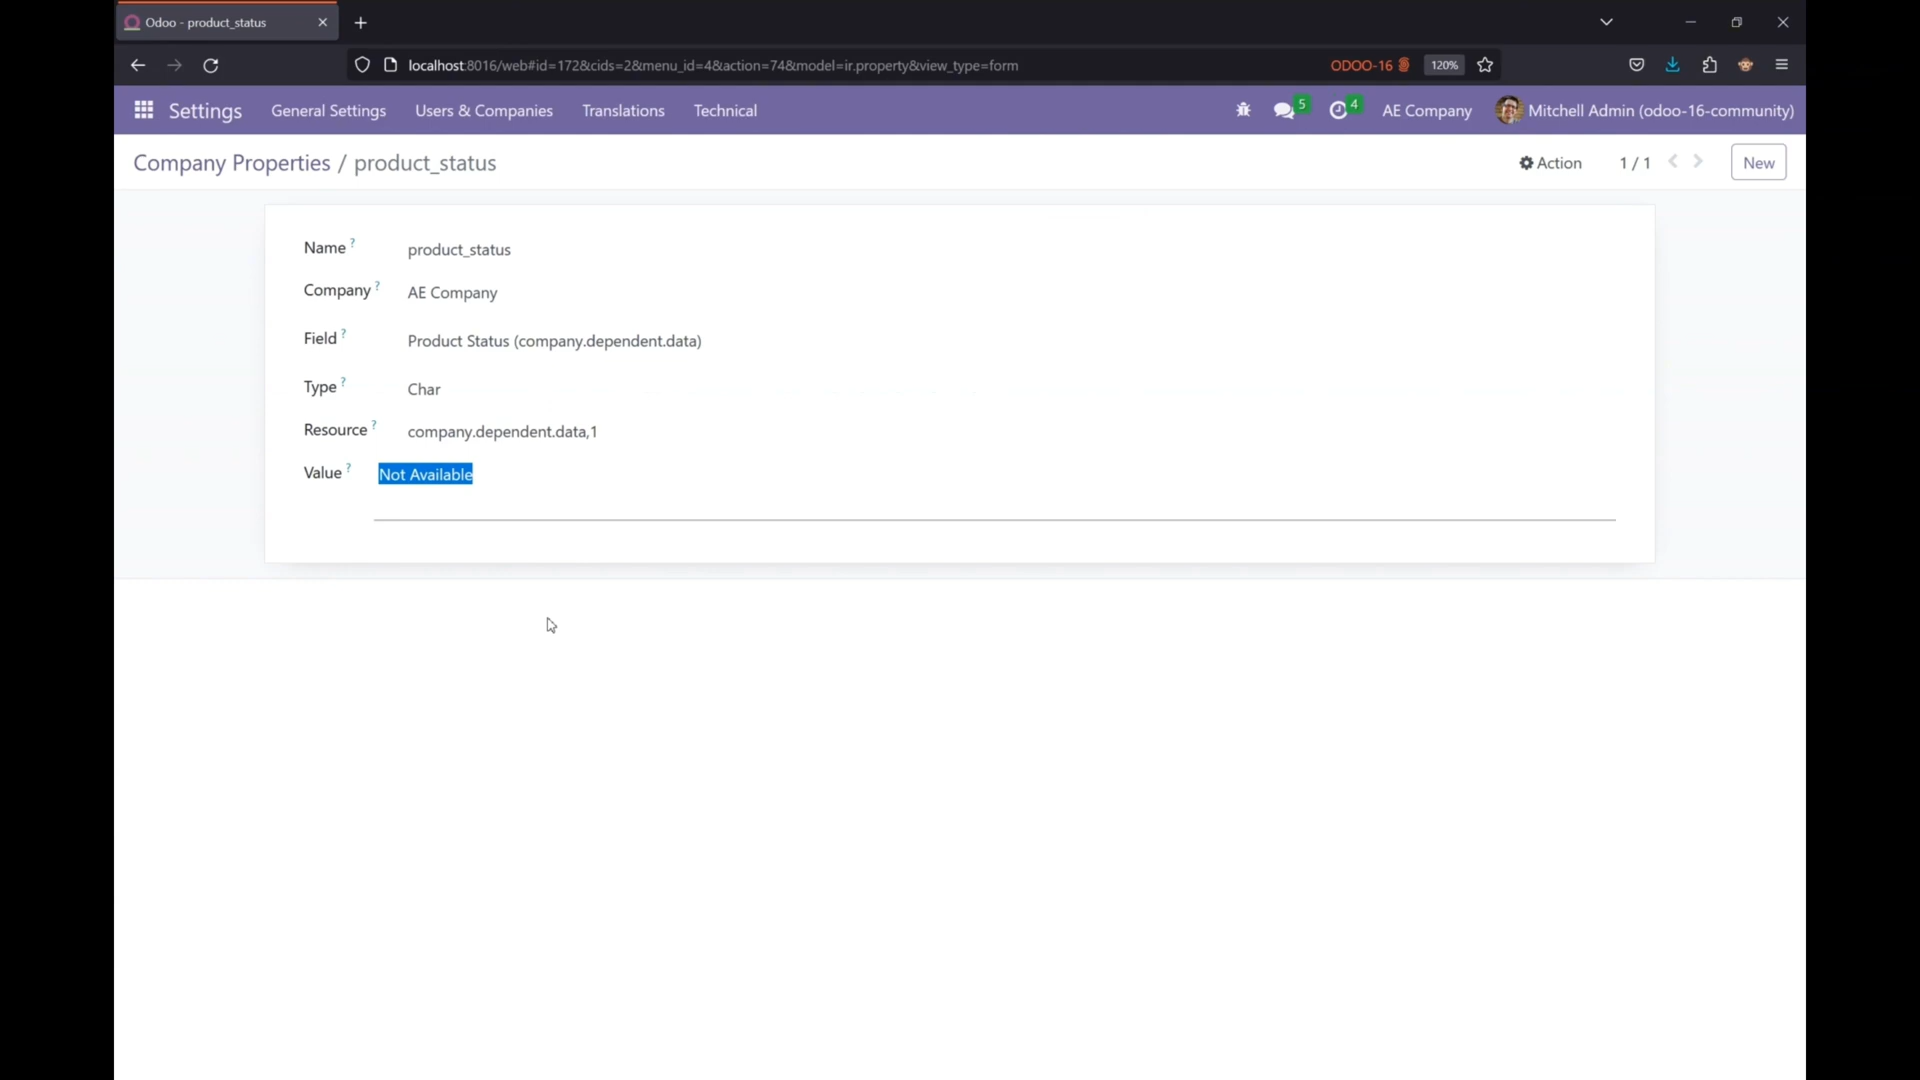 Odoo - product_status
localhost:8016/web#id=172&cids=2&menu_id=4&action=74&model=ir.property&view_type=form
ODOO-16
120%
Settings
General Settings
Users & Companies
Translations
Technical
5
4
AE Company
Mitchell Admin (odoo-16-community)
Company Properties / product_status
Action
1 / 1
New
Name ?
product_status
Company ?
AE Company
Field ?
Product Status (company.dependent.data)
Type ?
Char
Resource ?
company.dependent.data,1
Value ?
Not Available